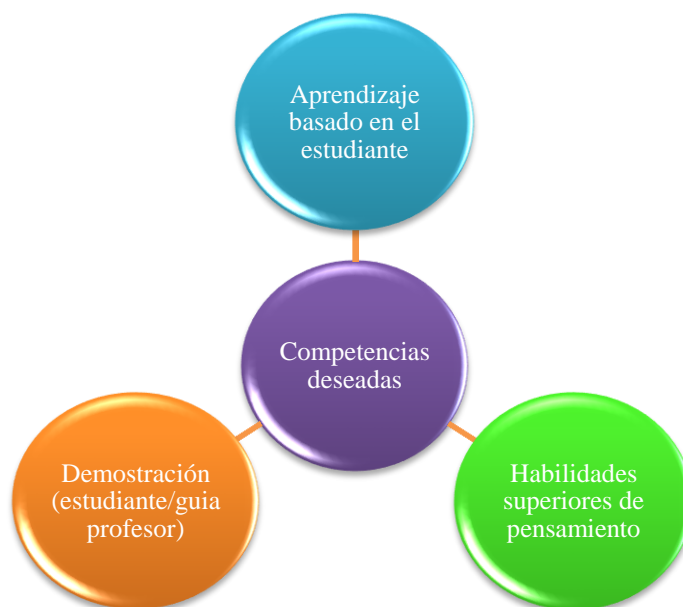 Aprendizaje
basado en el
estudiante
Competencias
deseadas
Demostración
(estudiante/guia
profesor)
Habilidades
superiores de
pensamiento